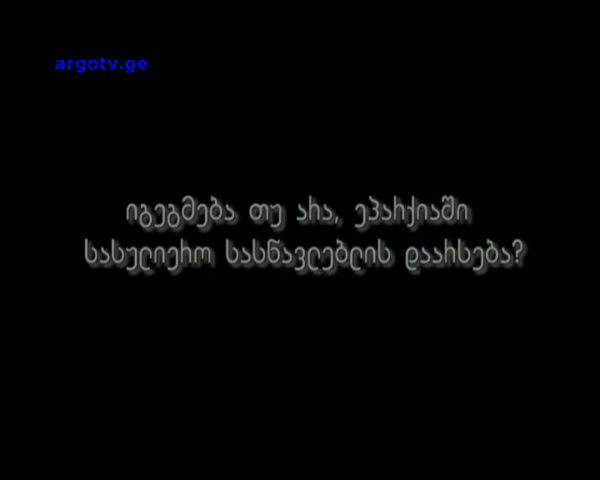 argotv.ge
იგეგმება თუ არა, ეპარქიაში
სასულიერო სასწავლებლის დაარსება?